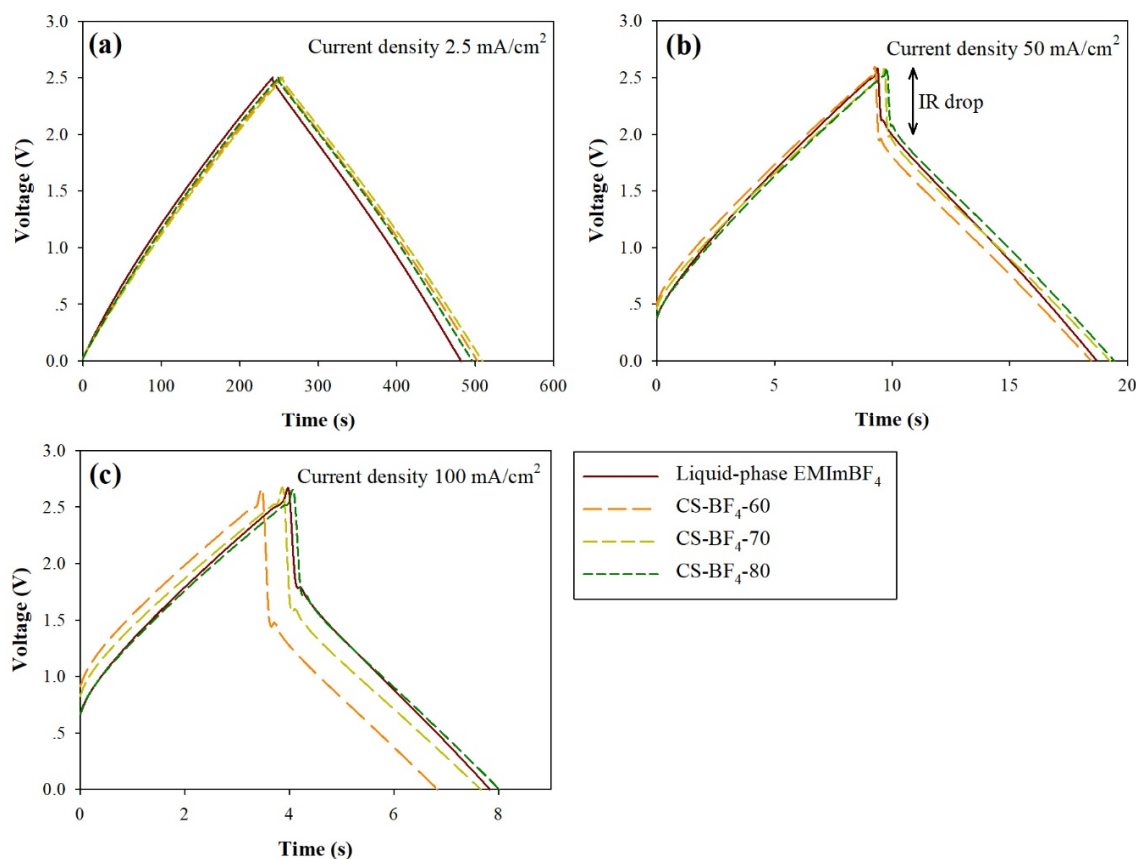 (a)
Current density 2.5 mA/cm²
3.0
2.5
2.0
1.5
1.0
.5
0.0
Voltage (V)
0 100 200 300 400 500 600
Time (s)
(b)
Current density 50 mA/cm²
IR drop
3.0
2.5
2.0
1.5
1.0
.5
0.0
Voltage (V)
0 5 10 15 20
Time (s)
(c)
Current density 100 mA/cm²
3.0
2.5
2.0
1.5
1.0
.5
0.0
Voltage (V)
0 2 4 6 8
Time (s)
Liquid-phase EMImBF₄
CS-BF₄-60
CS-BF₄-70
CS-BF₄-80